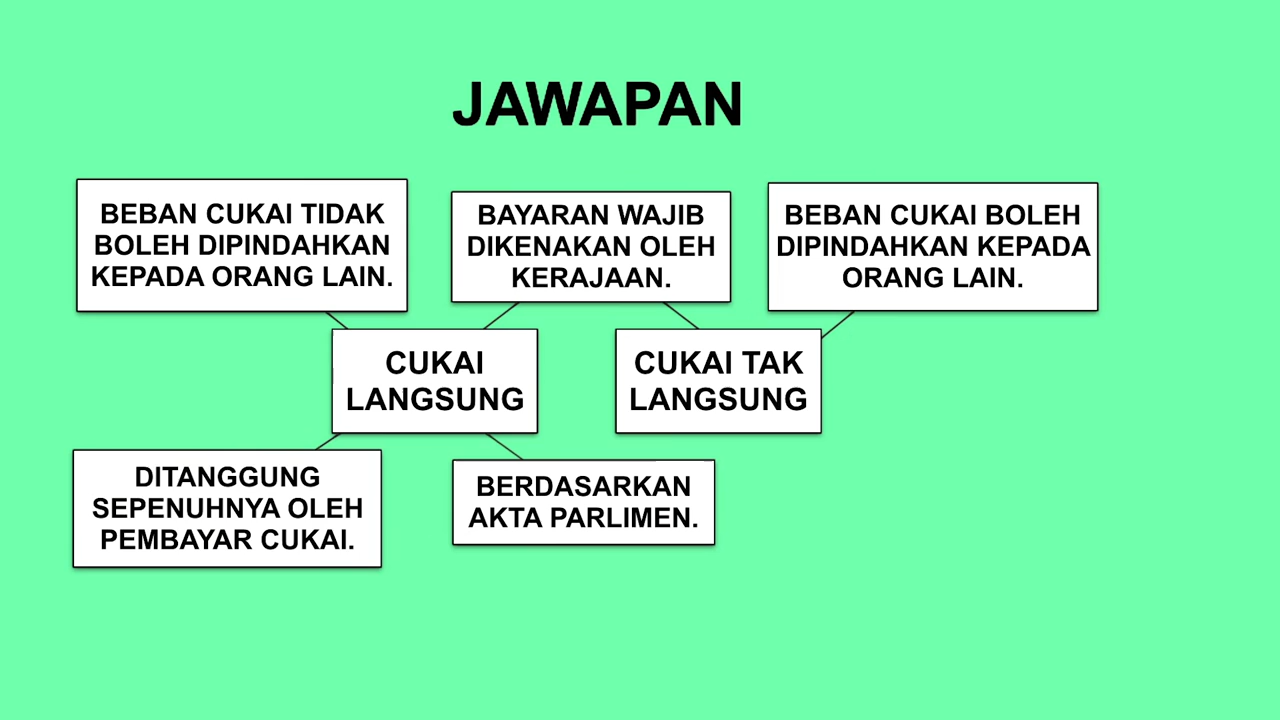 JAWAPAN
BEBAN CUKAI TIDAK
BOLEH DIPINDAHKAN
KEPADA ORANG LAIN.
BAYARAN WAJIB
DIKENAKAN OLEH
KERAJAAN.
BEBAN CUKAI BOLEH
DIPINDAHKAN KEPADA
ORANG LAIN.
CUKAI
LANGSUNG
CUKAI TAK
LANGSUNG
DITANGGUNG
SEPENUHNYA OLEH
PEMBAYAR CUKAI.
BERDASARKAN
AKTA PARLIMEN.